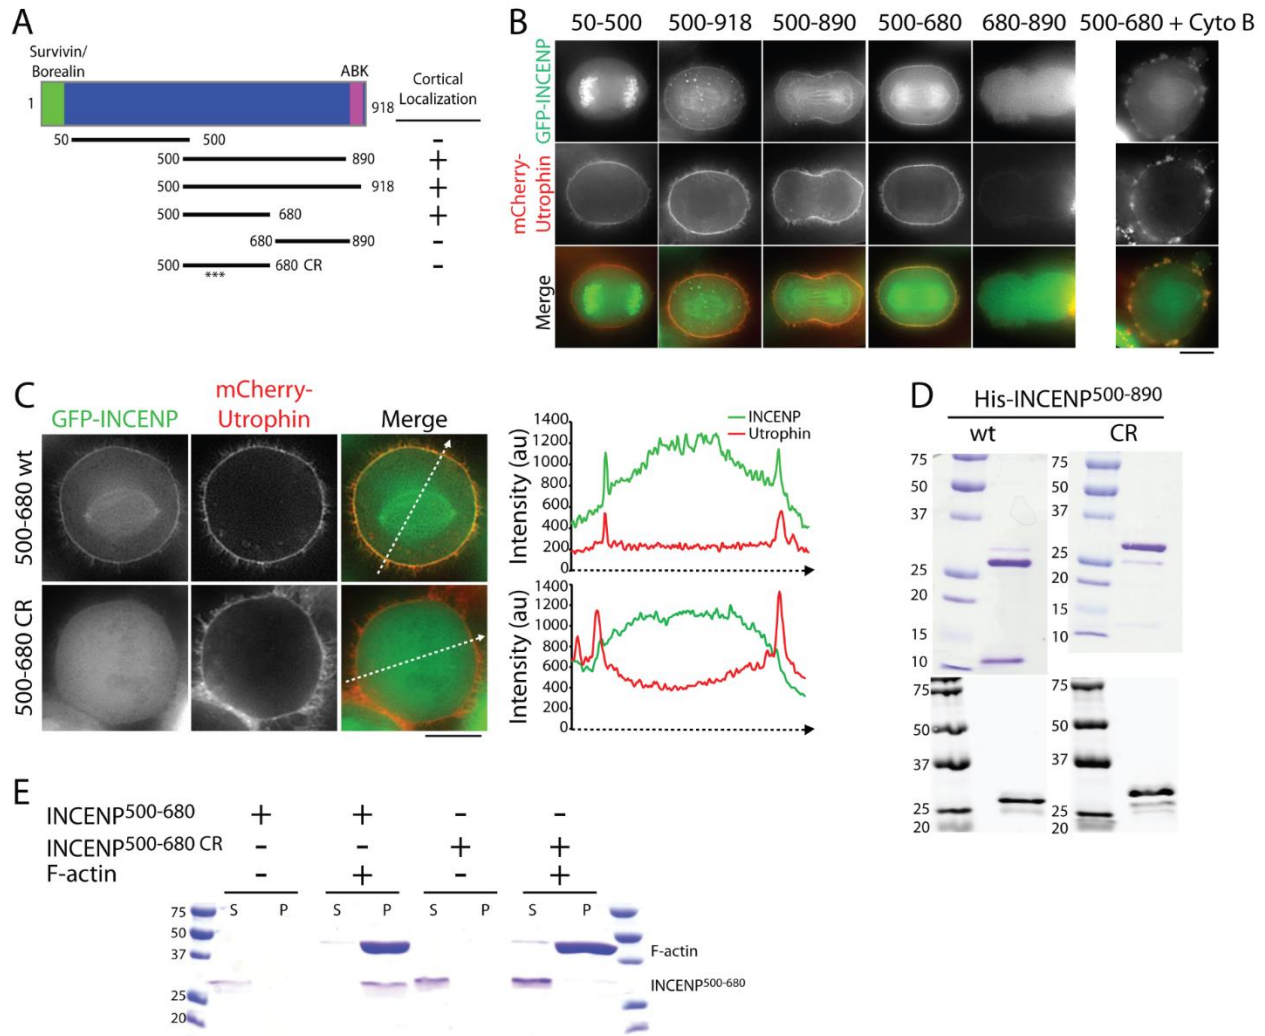 A
Survivin/
Borealin
ABK
Cortical
Localization
1
918
50 500 -
500 890 +
500 918 +
500 680 +
680 890 -
500 680 CR -
***
B
50-500 500-918 500-890 500-680 680-890 500-680 + Cyto B
GFP-INCENP
mCherry-
Utrophin
Merge
C
GFP-INCENP
mCherry-
Utrophin
Merge
500-680 wt
500-680 CR
INCENP
Utrophin
Intensity (au)
1400
1200
1000
800
600
400
200
0
Intensity (au)
1400
1200
1000
800
600
400
200
0
D
His-INCENP500-890
wt CR
75
50
37
25
20
15
10
75
50
37
25
20
15
10
75
50
37
25
20
75
50
37
25
20
E
INCENP500-680 + + - -
INCENP500-680 CR - - + +
F-actin - + - +
S P S P S P S P
75
50
37
25
20
F-actin
INCENP500-680